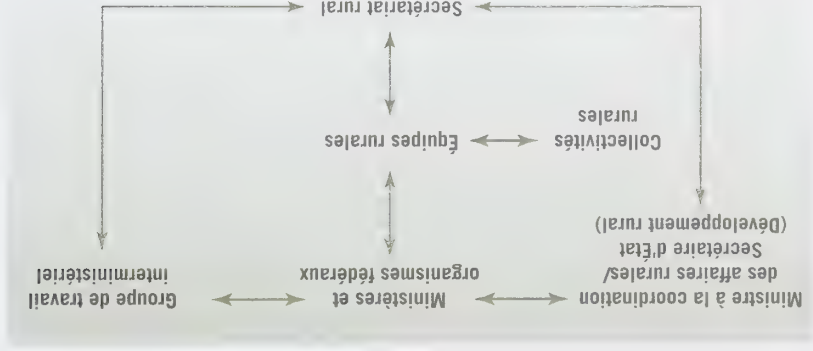 Ministre à la coordination
des affaires rurales/
Secrétaire d'État
(Développement rural)
Ministères et
organismes fédéraux
Groupe de travail
interministériel
Collectivités
rurales
Équipes rurales
Secrétariat rural